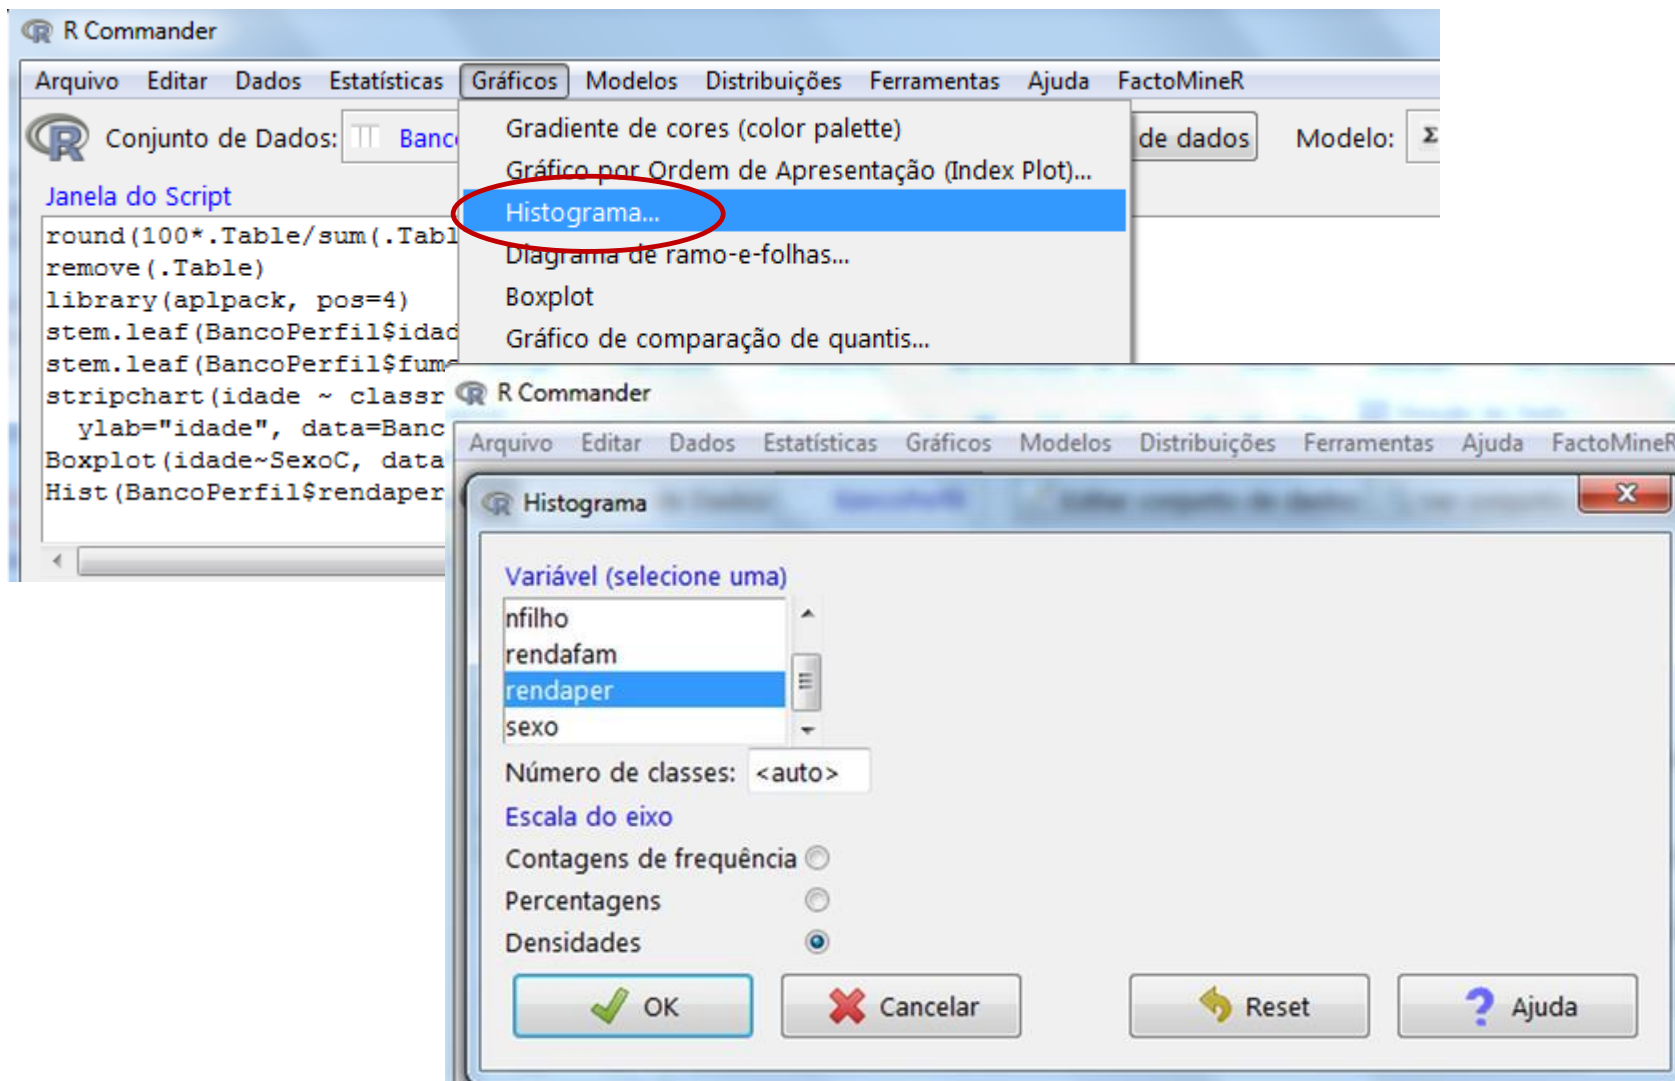 R Commander
Arquivo Editar Dados Estatísticas Gráficos Modelos Distribuições Ferramentas Ajuda FactoMineR
Conjunto de Dados: Banc de dados Modelo: Σ
Gradiente de cores (color palette)
Gráfico por Ordem de Apresentação (Index Plot)...
Histograma...
Diagrama de ramo-e-folhas...
Boxplot
Gráfico de comparação de quantis...
Janela do Script
round(100*.Table/sum(.Tabl
remove(.Table)
library(aplpack, pos=4)
stem.leaf(BancoPerfil$idad
stem.leaf(BancoPerfil$fum
stripchart(idade ~ classr
ylab="idade", data=Banc
Boxplot(idade~SexoC, data
Hist(BancoPerfil$rendaper
R Commander
Arquivo Editar Dados Estatísticas Gráficos Modelos Distribuições Ferramentas Ajuda FactoMineR
Histograma
Variável (selecione uma)
nfilho
rendafam
rendaper
sexo
Número de classes: <auto>
Escala do eixo
Contagens de frequência
Percentagens
Densidades
OK Cancelar Reset Ajuda